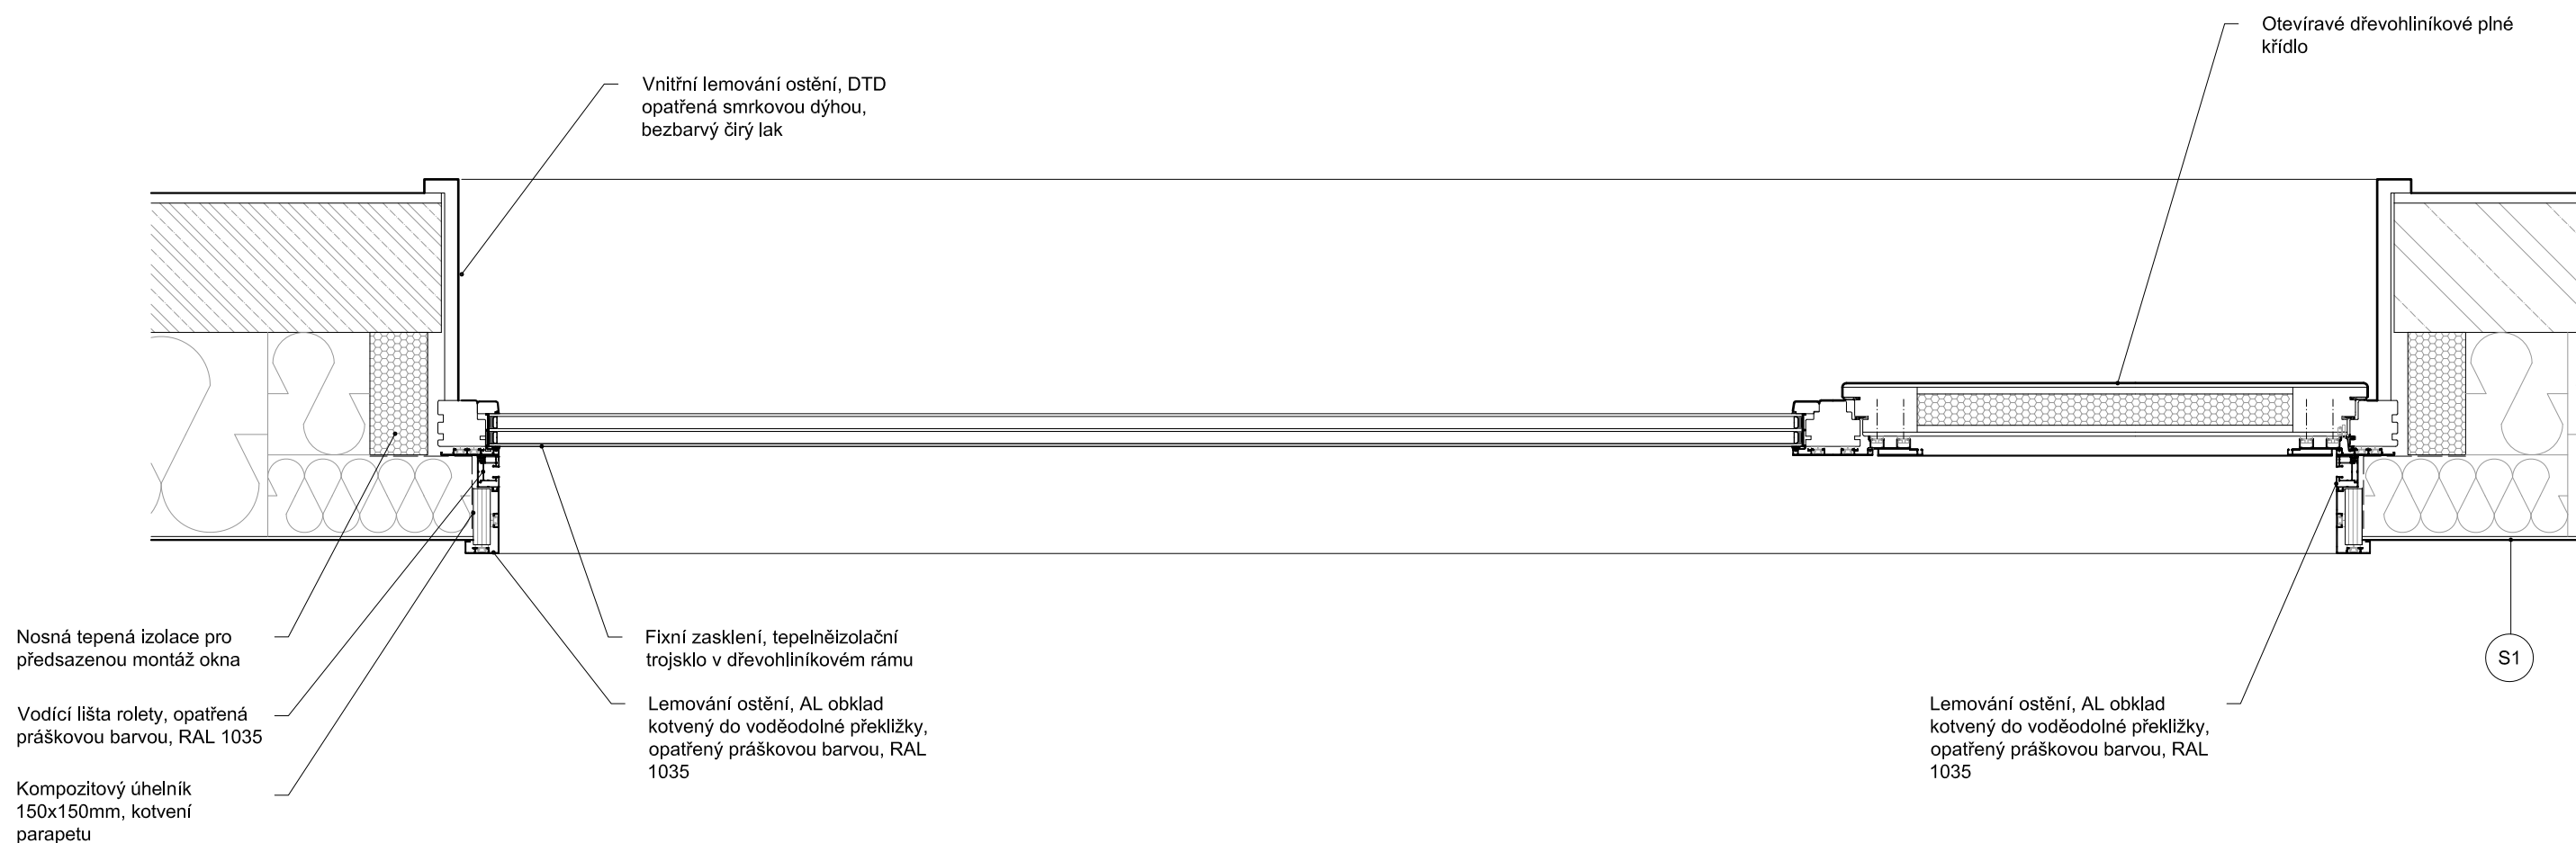 Otevíravé dřevohliníkové plné
křídlo
Vnitřní lemování ostění, DTD
opatřená smrkovou dýhou,
bezbarvý čirý lak
Nosná tepená izolace pro
předsazenou montáž okna
Vodící lišta rolety, opatřená
práškovou barvou, RAL 1035
Kompozitový úhelník
150x150mm, kotvení
parapetu
Fixní zasklení, tepelněizolační
trojsklo v dřevohliníkovém rámu
Lemování ostění, AL obklad
kotvený do voděodolné překližky,
opatřený práškovou barvou, RAL
1035
Lemování ostění, AL obklad
kotvený do voděodolné překližky,
opatřený práškovou barvou, RAL
1035
S1